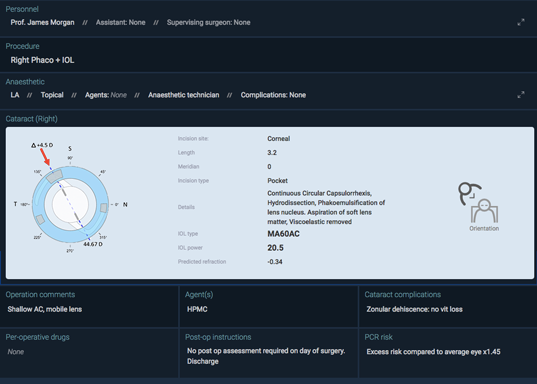 Personnel
Prof. James Morgan // Assistant: None // Supervising surgeon: None
Procedure
Right Phaco + IOL
Anaesthetic
LA // Topical // Agents: None // Anaesthetic technician // Complications: None
Cataract (Right)
Δ +4.5 D
S
90°
135°
45°
T
180°
0°
N
225°
315°
270°
44.67 D
Incision site Corneal
Length 3.2
Meridian 0
Incision type Pocket
Details Continuous Circular Capsulorrhexis,
Hydrodissection, Phakoemulsification of
lens nucleus. Aspiration of soft lens
matter, Viscoelastic removed
IOL type MA60AC
IOL power 20.5
Predicted refraction -0.34
Orientation
Operation comments
Shallow AC, mobile lens
Agent(s)
HPMC
Cataract complications
Zonular dehiscence: no vit loss
Per-operative drugs
None
Post-op instructions
No post op assessment required on day of surgery.
Discharge
PCR risk
Excess risk compared to average eye x1.45